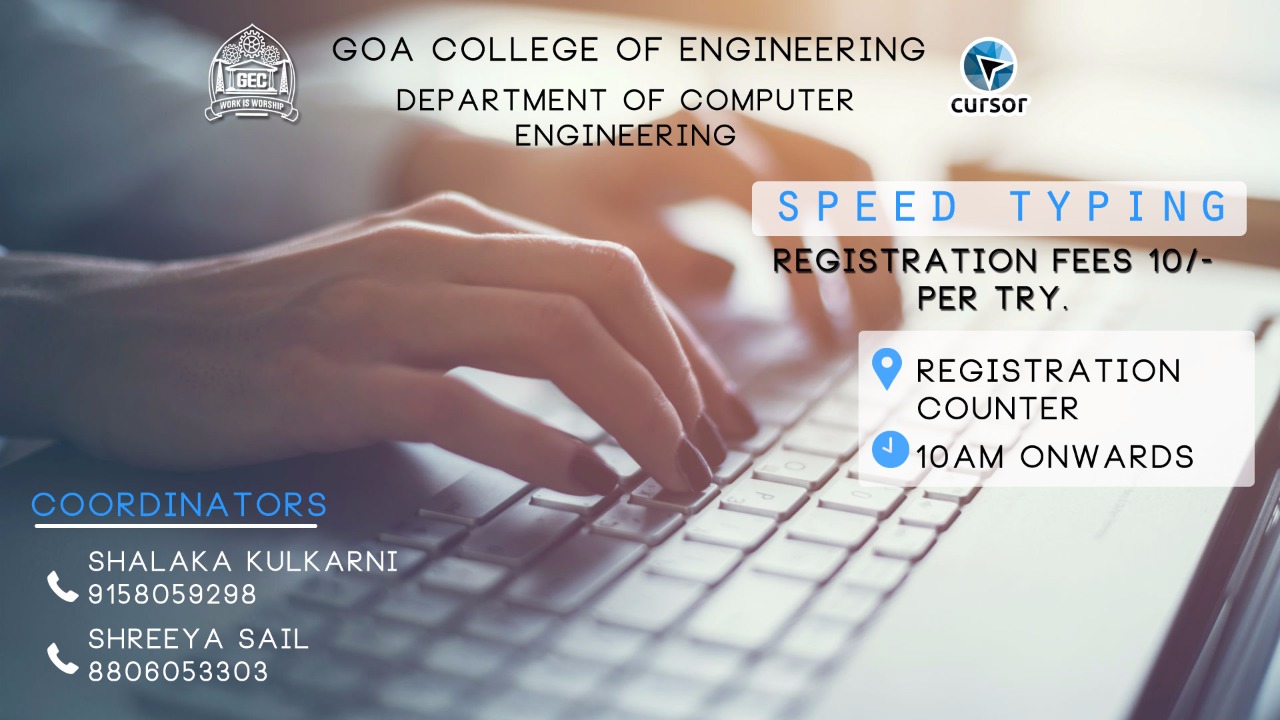 GEC
WORK IS WORSHIP
GOA COLLEGE OF ENGINEERING
DEPARTMENT OF COMPUTER
ENGINEERING
cursor
SPEED TYPING
REGISTRATION FEES 10/-
PER TRY.
REGISTRATION
COUNTER
10AM ONWARDS
COORDINATORS
SHALAKA KULKARNI
9158059298
SHREEYA SAIL
8806053303